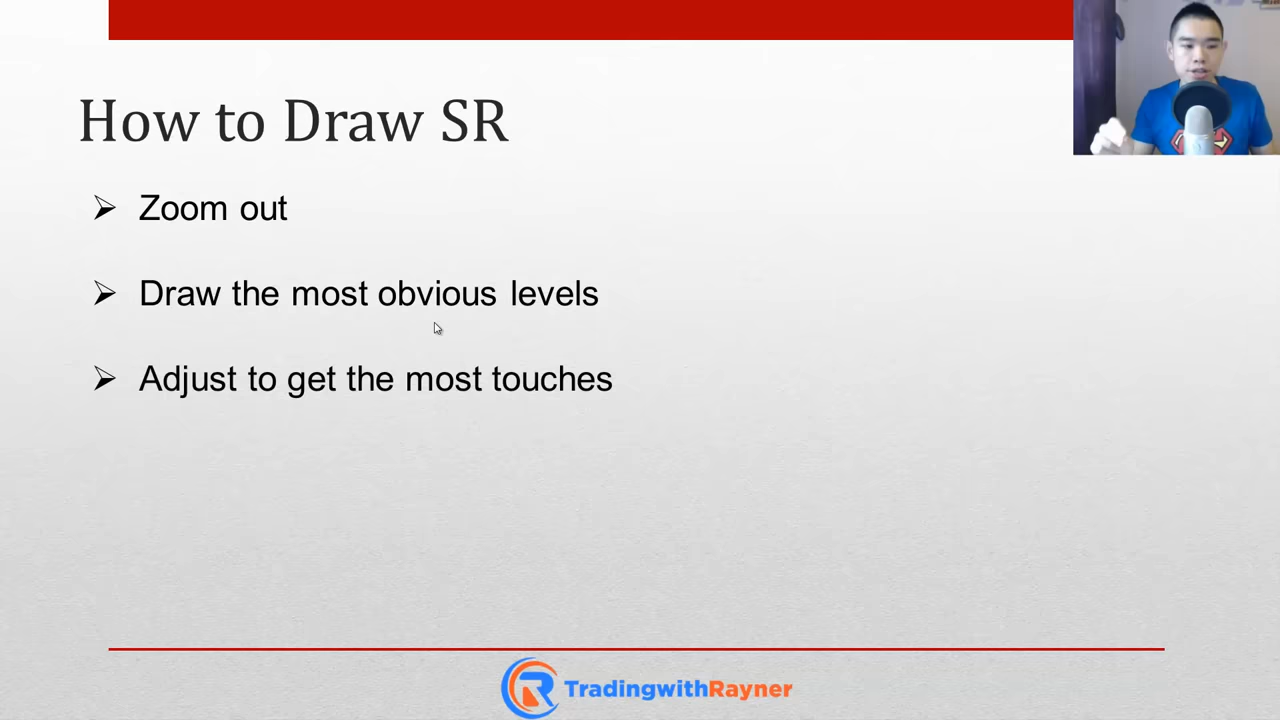 How to Draw SR
Zoom out
Draw the most obvious levels
Adjust to get the most touches
TradingwithRayner